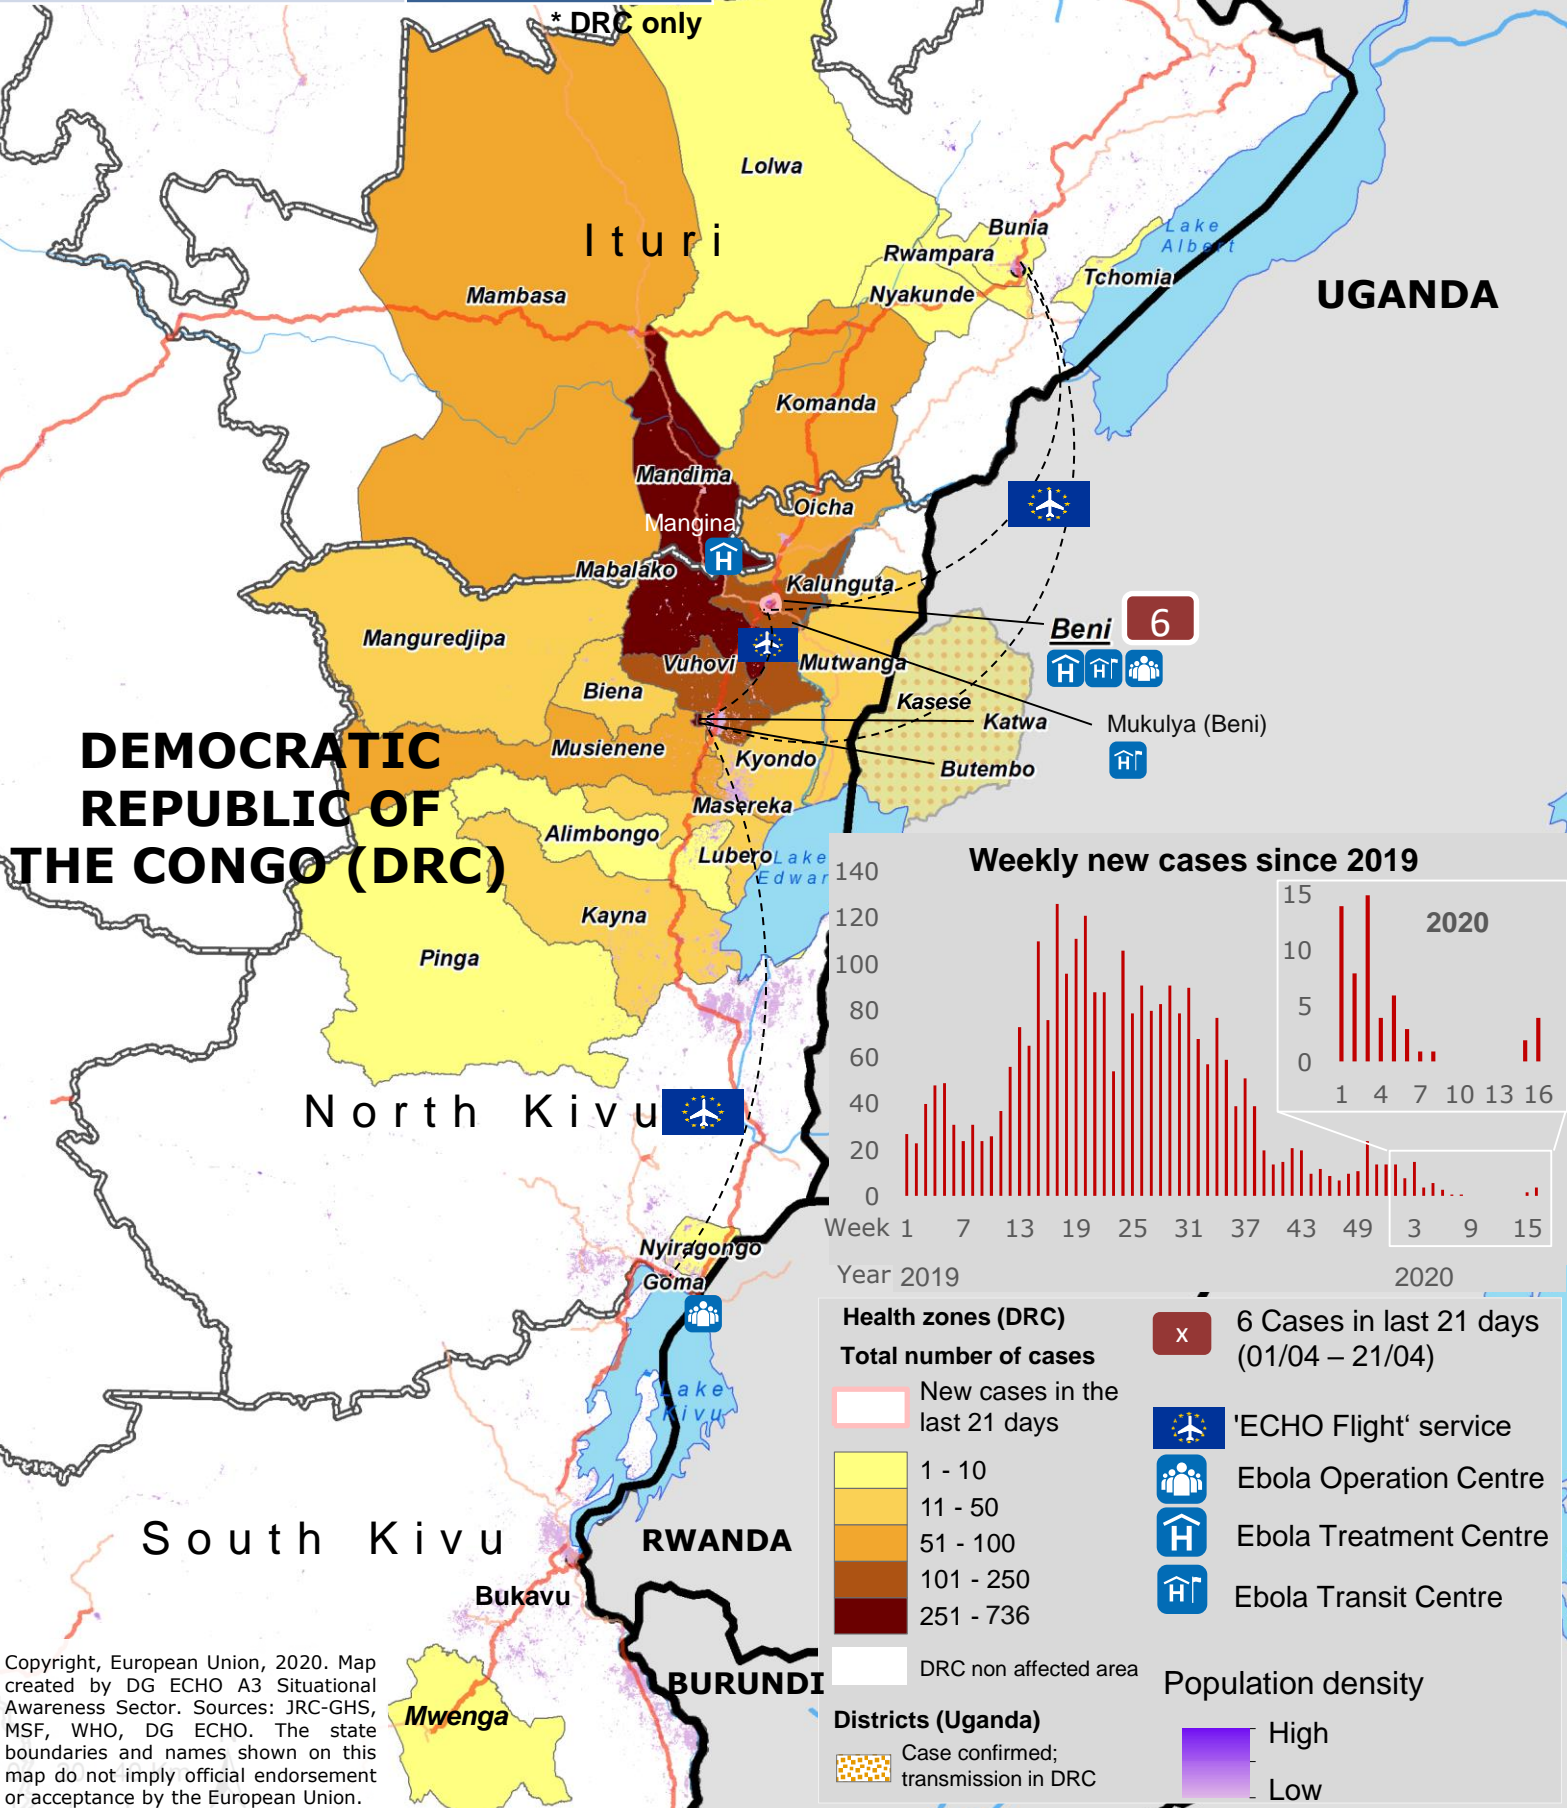 * DRC only
Lolwa
Ituri
Bunia
Rwampara
Lake
Albert
Tchomia
Nyakunde
Mambasa
UGANDA
Komanda
Mandima
Oicha
Mangina
Mabalako
Kalunguta
Beni 6
Manguredjipa
Vuhovi
Mutwanga
Biena
Kasese
Katwa
Mukulya (Beni)
Musienene
Kyondo
Butembo
DEMOCRATIC
REPUBLIC OF
THE CONGO (DRC)
Masereka
Alimbongo
Lubero
Lake
Edwar
Kayna
Pinga
Weekly new cases since 2019
140
120
100
80
60
40
20
0
15
10
5
0
2020
1 4 7 10 13 16
Week 1 7 13 19 25 31 37 43 49 3 9 15
Year 2019 2020
North Kivu
Nyiragongo
Goma
Lake
Kivu
South Kivu
RWANDA
Bukavu
BURUNDI
Mwenga
Health zones (DRC)
Total number of cases
New cases in the
last 21 days
1 - 10
11 - 50
51 - 100
101 - 250
251 - 736
DRC non affected area
Districts (Uganda)
Case confirmed;
transmission in DRC
x
6 Cases in last 21 days
(01/04 – 21/04)
'ECHO Flight‘ service
Ebola Operation Centre
H Ebola Treatment Centre
H Ebola Transit Centre
Population density
High
Low
Copyright, European Union, 2020. Map
created by DG ECHO A3 Situational
Awareness Sector. Sources: JRC-GHS,
MSF, WHO, DG ECHO. The state
boundaries and names shown on this
map do not imply official endorsement
or acceptance by the European Union.